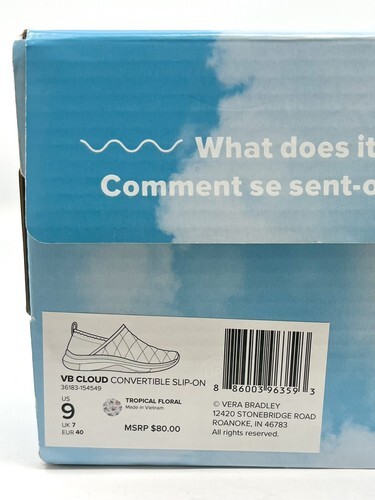 What does it
Comment se sent-o
VB CLOUD CONVERTIBLE SLIP-ON
36183-154549
US
9
UK 7
EUR 40
TROPICAL FLORAL
Made in Vietnam
MSRP $80.00
8 86003 96359 3
© VERA BRADLEY
12420 STONEBRIDGE ROAD
ROANOKE, IN 46783
All rights reserved.